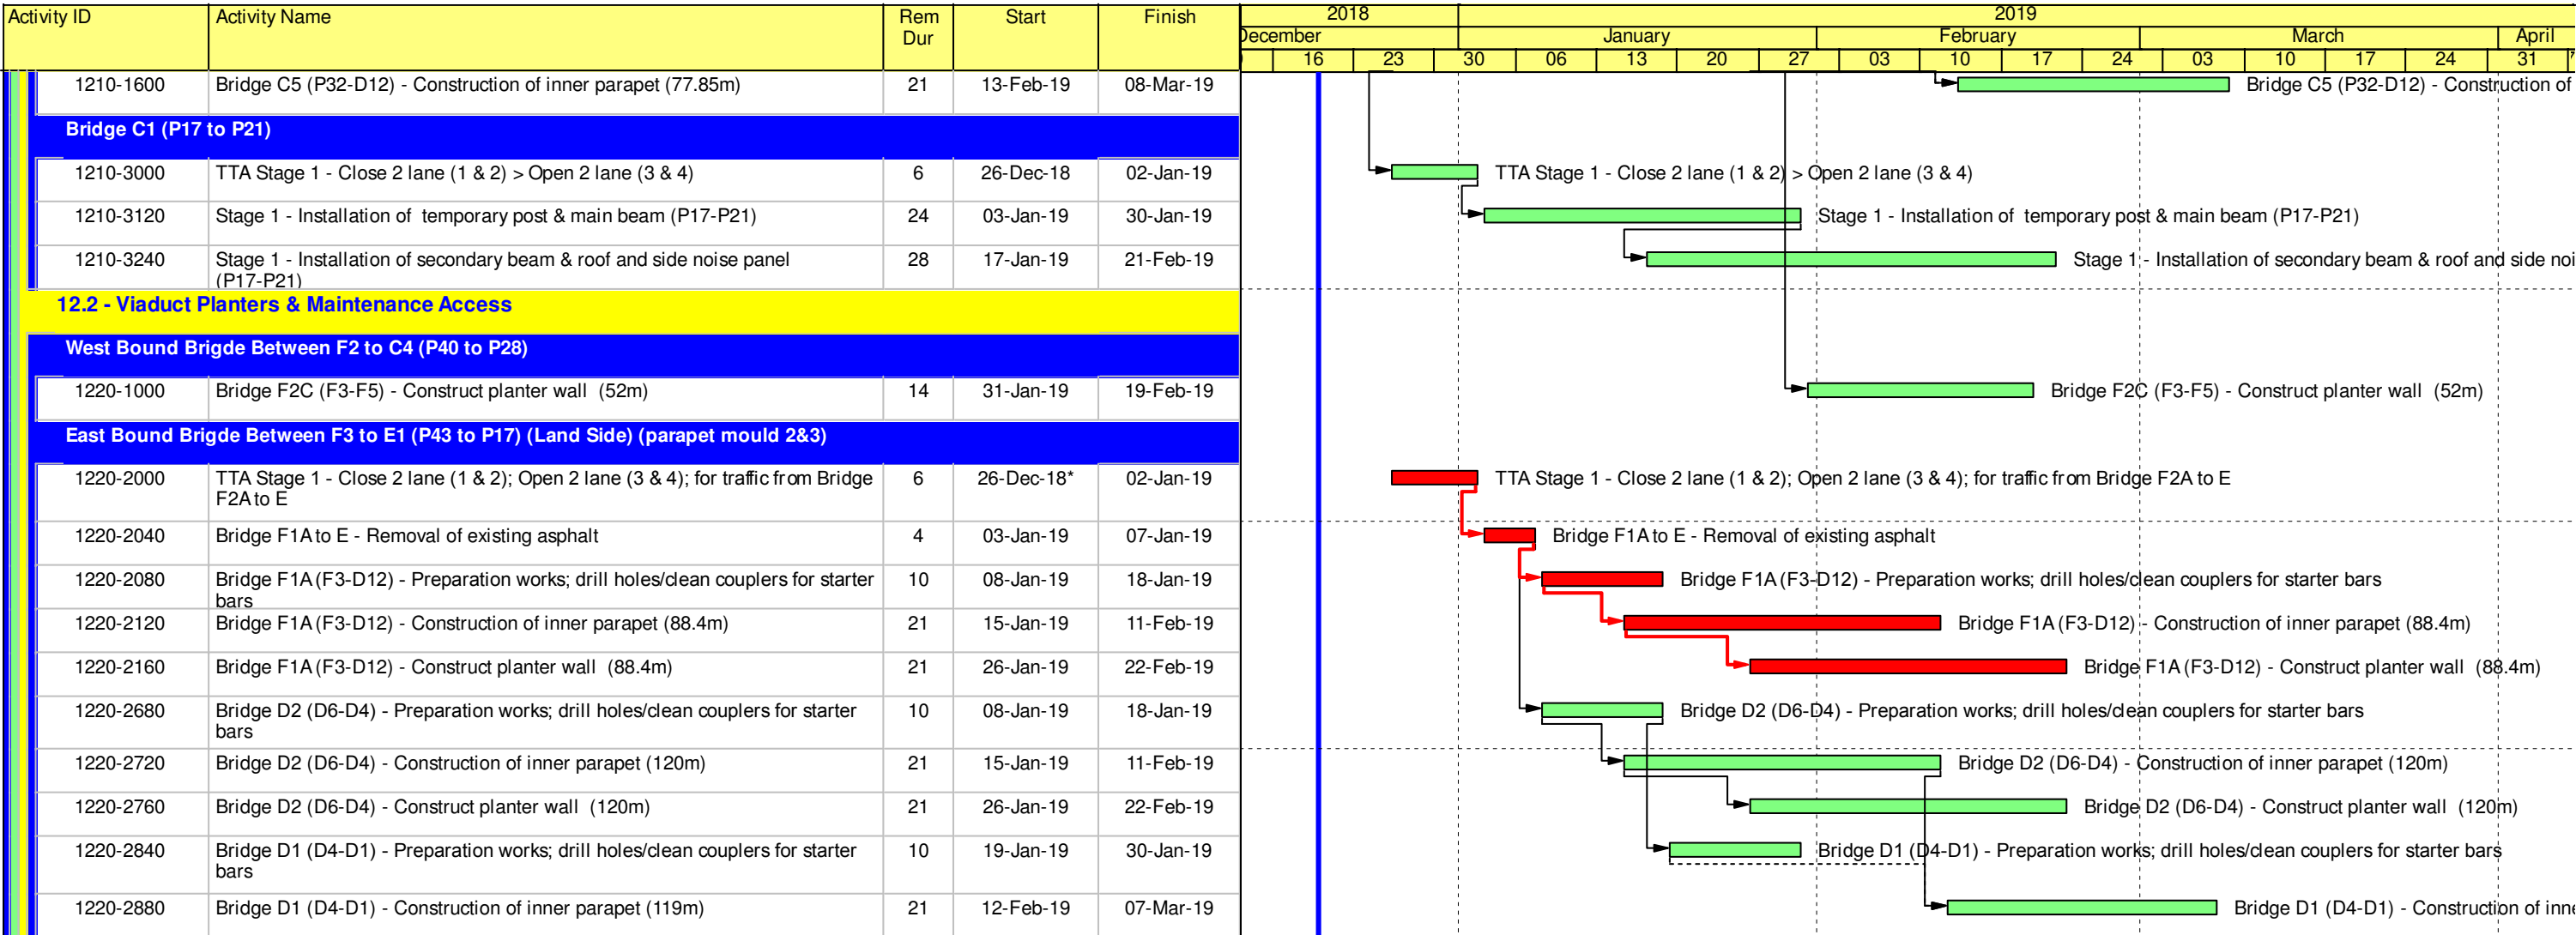 Activity ID Activity Name Rem Dur Start Finish
2018 2019
December January February March April
16 23 30 06 13 20 27 03 10 17 24 03 10 17 24 31
1210-1600 Bridge C5 (P32-D12) - Construction of inner parapet (77.85m) 21 13-Feb-19 08-Mar-19 Bridge C5 (P32-D12) - Construction of
Bridge C1 (P17 to P21)
1210-3000 TTA Stage 1 - Close 2 lane (1 & 2) > Open 2 lane (3 & 4) 6 26-Dec-18 02-Jan-19 TTA Stage 1 - Close 2 lane (1 & 2) > Open 2 lane (3 & 4)
1210-3120 Stage 1 - Installation of temporary post & main beam (P17-P21) 24 03-Jan-19 30-Jan-19 Stage 1 - Installation of temporary post & main beam (P17-P21)
1210-3240 Stage 1 - Installation of secondary beam & roof and side noise panel 28 17-Jan-19 21-Feb-19 Stage 1 - Installation of secondary beam & roof and side noi
(P17-P21)
12.2 - Viaduct Planters & Maintenance Access
West Bound Brigde Between F2 to C4 (P40 to P28)
1220-1000 Bridge F2C (F3-F5) - Construct planter wall (52m) 14 31-Jan-19 19-Feb-19 Bridge F2C (F3-F5) - Construct planter wall (52m)
East Bound Brigde Between F3 to E1 (P43 to P17) (Land Side) (parapet mould 2&3)
1220-2000 TTA Stage 1 - Close 2 lane (1 & 2); Open 2 lane (3 & 4); for traffic from Bridge 6 26-Dec-18* 02-Jan-19 TTA Stage 1 - Close 2 lane (1 & 2); Open 2 lane (3 & 4); for traffic from Bridge F2A to E
F2A to E
1220-2040 Bridge F1A to E - Removal of existing asphalt 4 03-Jan-19 07-Jan-19 Bridge F1A to E - Removal of existing asphalt
1220-2080 Bridge F1A (F3-D12) - Preparation works; drill holes/clean couplers for starter 10 08-Jan-19 18-Jan-19 Bridge F1A (F3-D12) - Preparation works; drill holes/clean couplers for starter bars
bars
1220-2120 Bridge F1A (F3-D12) - Construction of inner parapet (88.4m) 21 15-Jan-19 11-Feb-19 Bridge F1A (F3-D12) - Construction of inner parapet (88.4m)
1220-2160 Bridge F1A (F3-D12) - Construct planter wall (88.4m) 21 26-Jan-19 22-Feb-19 Bridge F1A (F3-D12) - Construct planter wall (88.4m)
1220-2680 Bridge D2 (D6-D4) - Preparation works; drill holes/clean couplers for starter 10 08-Jan-19 18-Jan-19 Bridge D2 (D6-D4) - Preparation works; drill holes/clean couplers for starter bars
bars
1220-2720 Bridge D2 (D6-D4) - Construction of inner parapet (120m) 21 15-Jan-19 11-Feb-19 Bridge D2 (D6-D4) - Construction of inner parapet (120m)
1220-2760 Bridge D2 (D6-D4) - Construct planter wall (120m) 21 26-Jan-19 22-Feb-19 Bridge D2 (D6-D4) - Construct planter wall (120m)
1220-2840 Bridge D1 (D4-D1) - Preparation works; drill holes/clean couplers for starter 10 19-Jan-19 30-Jan-19 Bridge D1 (D4-D1) - Preparation works; drill holes/clean couplers for starter bars
bars
1220-2880 Bridge D1 (D4-D1) - Construction of inner parapet (119m) 21 12-Feb-19 07-Mar-19 Bridge D1 (D4-D1) - Construction of inne